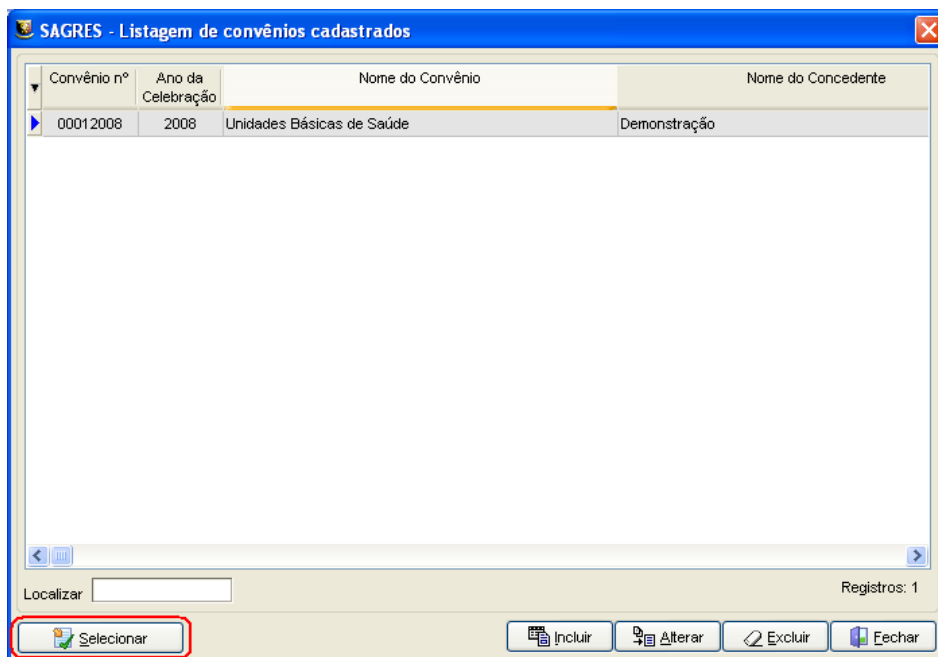 SAGRES - Listagem de convênios cadastrados
Convênio nº Ano da Celebração Nome do Convênio Nome do Concedente
00012008 2008 Unidades Básicas de Saúde Demonstração
Localizar Registros: 1
Selecionar Incluir Alterar Excluir Fechar